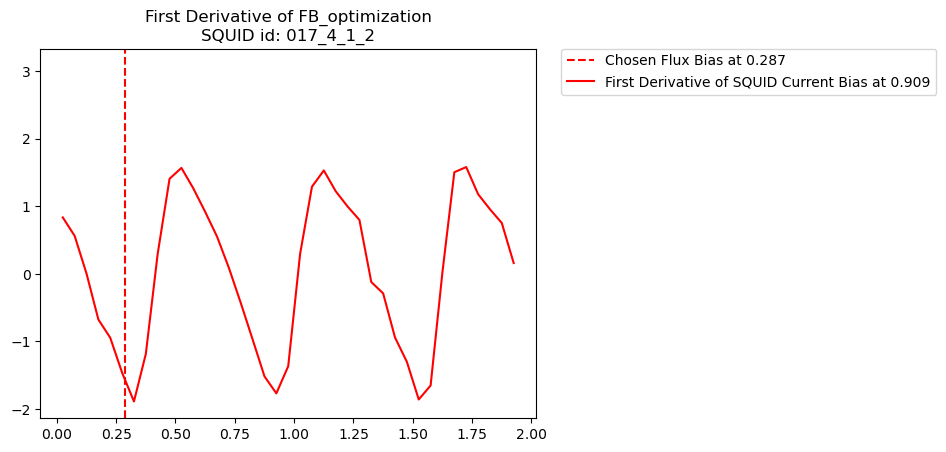 First Derivative of FB_optimization
SQUID id: 017_4_1_2
Chosen Flux Bias at 0.287
First Derivative of SQUID Current Bias at 0.909
3
2
1
0
−1
−2
0.00 0.25 0.50 0.75 1.00 1.25 1.50 1.75 2.00